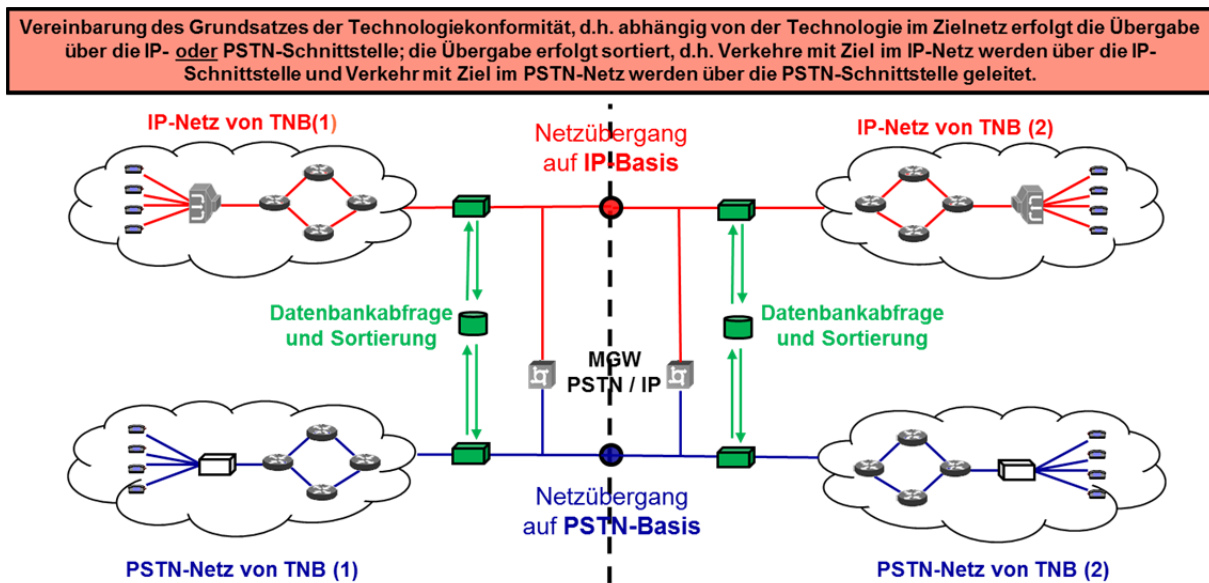 Vereinbarung des Grundsatzes der Technologiekonformität, d.h. abhängig von der Technologie im Zielnetz erfolgt die Übergabe
über die IP- oder PSTN-Schnittstelle; die Übergabe erfolgt sortiert, d.h. Verkehre mit Ziel im IP-Netz werden über die IP-
Schnittstelle und Verkehr mit Ziel im PSTN-Netz werden über die PSTN-Schnittstelle geleitet.
IP-Netz von TNB(1)
Netzübergang
auf IP-Basis
IP-Netz von TNB (2)
Datenbankabfrage
und Sortierung
MGW
PSTN / IP
Datenbankabfrage
und Sortierung
Netzübergang
auf PSTN-Basis
PSTN-Netz von TNB (1)
PSTN-Netz von TNB (2)